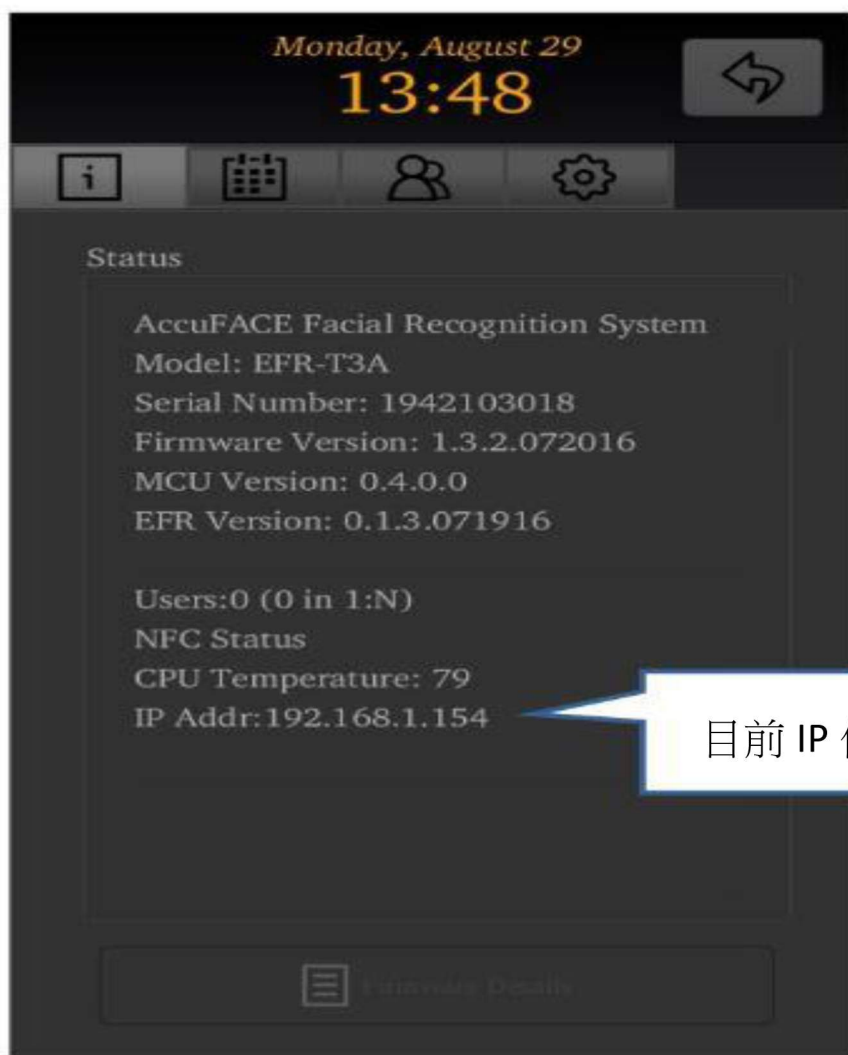 Monday, August 29
13:48
Status
AccuFACE Facial Recognition System
Model: EFR-T3A
Serial Number: 1942103018
Firmware Version: 1.3.2.072016
MCU Version: 0.4.0.0
EFR Version: 0.1.3.071916
Users:0 (0 in 1:N)
NFC Status
CPU Temperature: 79
IP Addr:192.168.1.154
目前 IP
Firmware Details